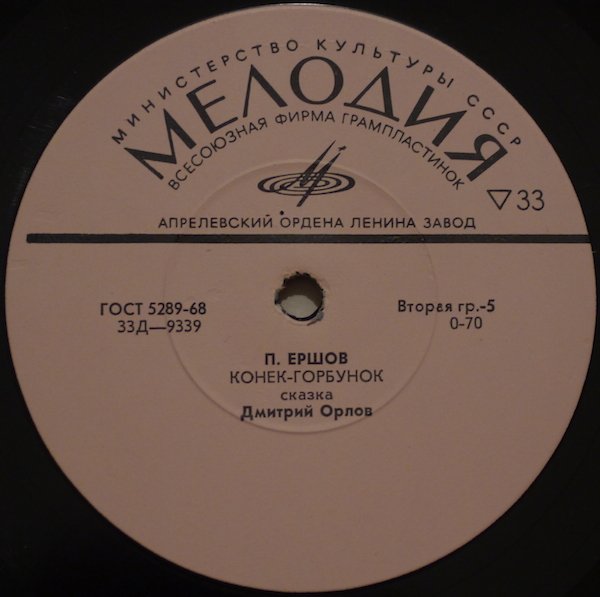 МИНИСТЕРСТВО КУЛЬТУРЫ СССР
МЕЛОДИЯ
ВСЕСОЮЗНАЯ ФИРМА ГРАМПЛАСТИНОК
▽33
АПРЕЛЕВСКИЙ ОРДЕНА ЛЕНИНА ЗАВОД
ГОСТ 5289-68
33Д—9339
Вторая гр.-5
0-70
П. ЕРШОВ
КОНЕК-ГОРБУНОК
сказка
Дмитрий Орлов